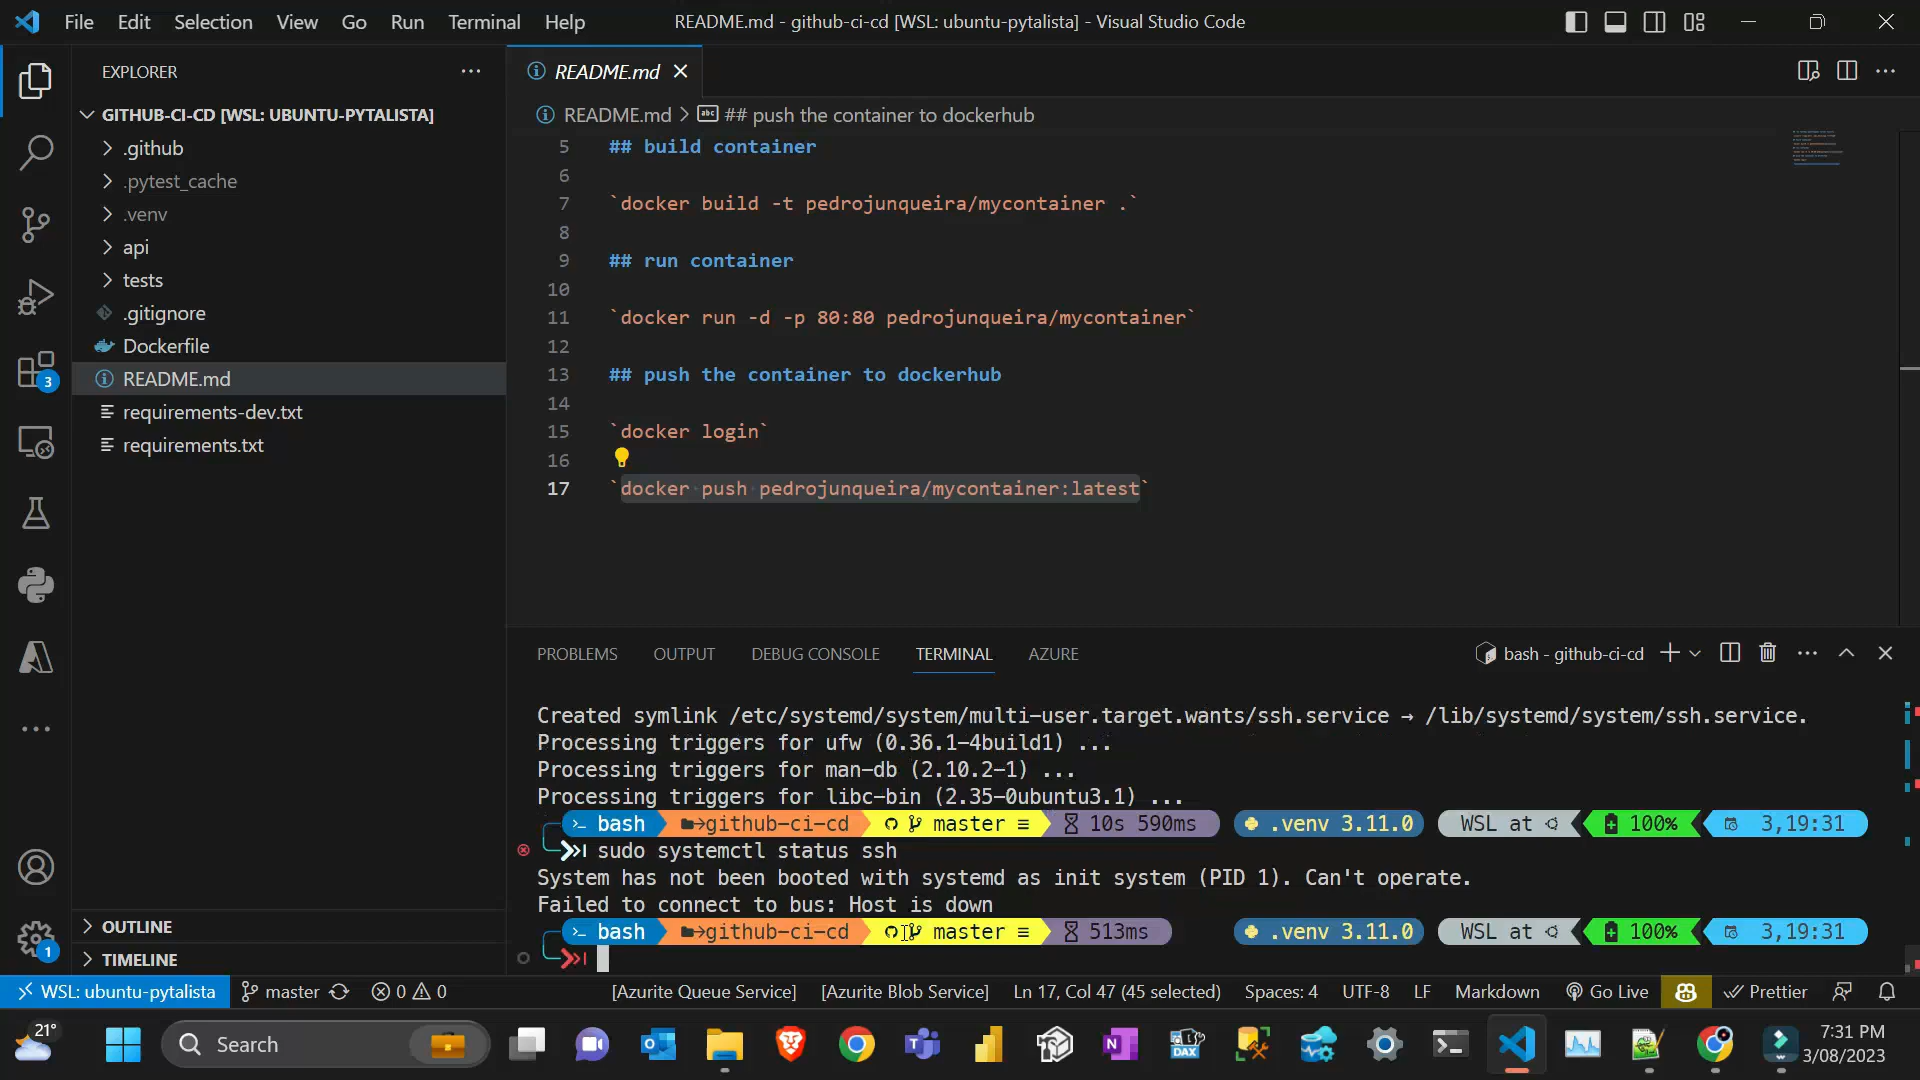 File Edit Selection View Go Run Terminal Help
README.md - github-ci-cd [WSL: ubuntu-pytalista] - Visual Studio Code
EXPLORER
GITHUB-CI-CD [WSL: UBUNTU-PYTALISTA]
.github
.pytest_cache
.venv
api
tests
.gitignore
Dockerfile
README.md
requirements-dev.txt
requirements.txt
OUTLINE
TIMELINE
3
1
README.md
README.md > ## push the container to dockerhub
5 ## build container
6
7 `docker build -t pedrojunqueira/mycontainer .`
8
9 ## run container
10
11 `docker run -d -p 80:80 pedrojunqueira/mycontainer`
12
13 ## push the container to dockerhub
14
15 `docker login`
16
17 `docker push pedrojunqueira/mycontainer:latest`
PROBLEMS OUTPUT DEBUG CONSOLE TERMINAL AZURE
bash - github-ci-cd
Created symlink /etc/systemd/system/multi-user.target.wants/ssh.service → /lib/systemd/system/ssh.service.
Processing triggers for ufw (0.36.1-4build1) ...
Processing triggers for man-db (2.10.2-1) ...
Processing triggers for libc-bin (2.35-0ubuntu3.1) ...
bash github-ci-cd master ≡ 10s 590ms .venv 3.11.0 WSL at 100% 3,19:31
sudo systemctl status ssh
System has not been booted with systemd as init system (PID 1). Can't operate.
Failed to connect to bus: Host is down
bash github-ci-cd master ≡ 513ms .venv 3.11.0 WSL at 100% 3,19:31
WSL: ubuntu-pytalista master 0 0 [Azurite Queue Service] [Azurite Blob Service] Ln 17, Col 47 (45 selected) Spaces: 4 UTF-8 LF Markdown Go Live Prettier
21°
Search
DAX
7:31 PM
3/08/2023